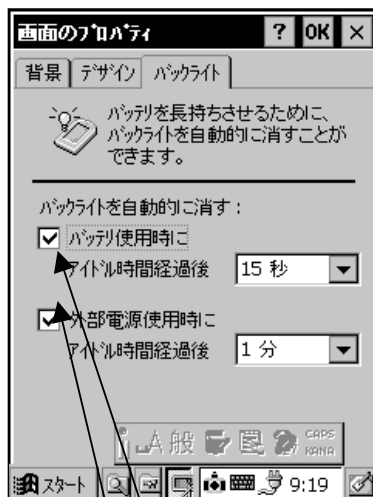 画面のﾌﾟﾛﾊﾟﾃｨ ? OK ×
背景 ﾃﾞｻﾞｲﾝ ﾊﾞｯｸﾗｲﾄ
ﾊﾞｯﾃﾘを長持ちさせるために、
ﾊﾞｯｸﾗｲﾄを自動的に消すことが
できます。
ﾊﾞｯｸﾗｲﾄを自動的に消す：
ﾊﾞｯﾃﾘ使用時に
ｱｲﾄﾞﾙ時間経過後 15 秒
外部電源使用時に
ｱｲﾄﾞﾙ時間経過後 1 分
A 般 CAPS
KANA
ｽﾀｰﾄ 9:19